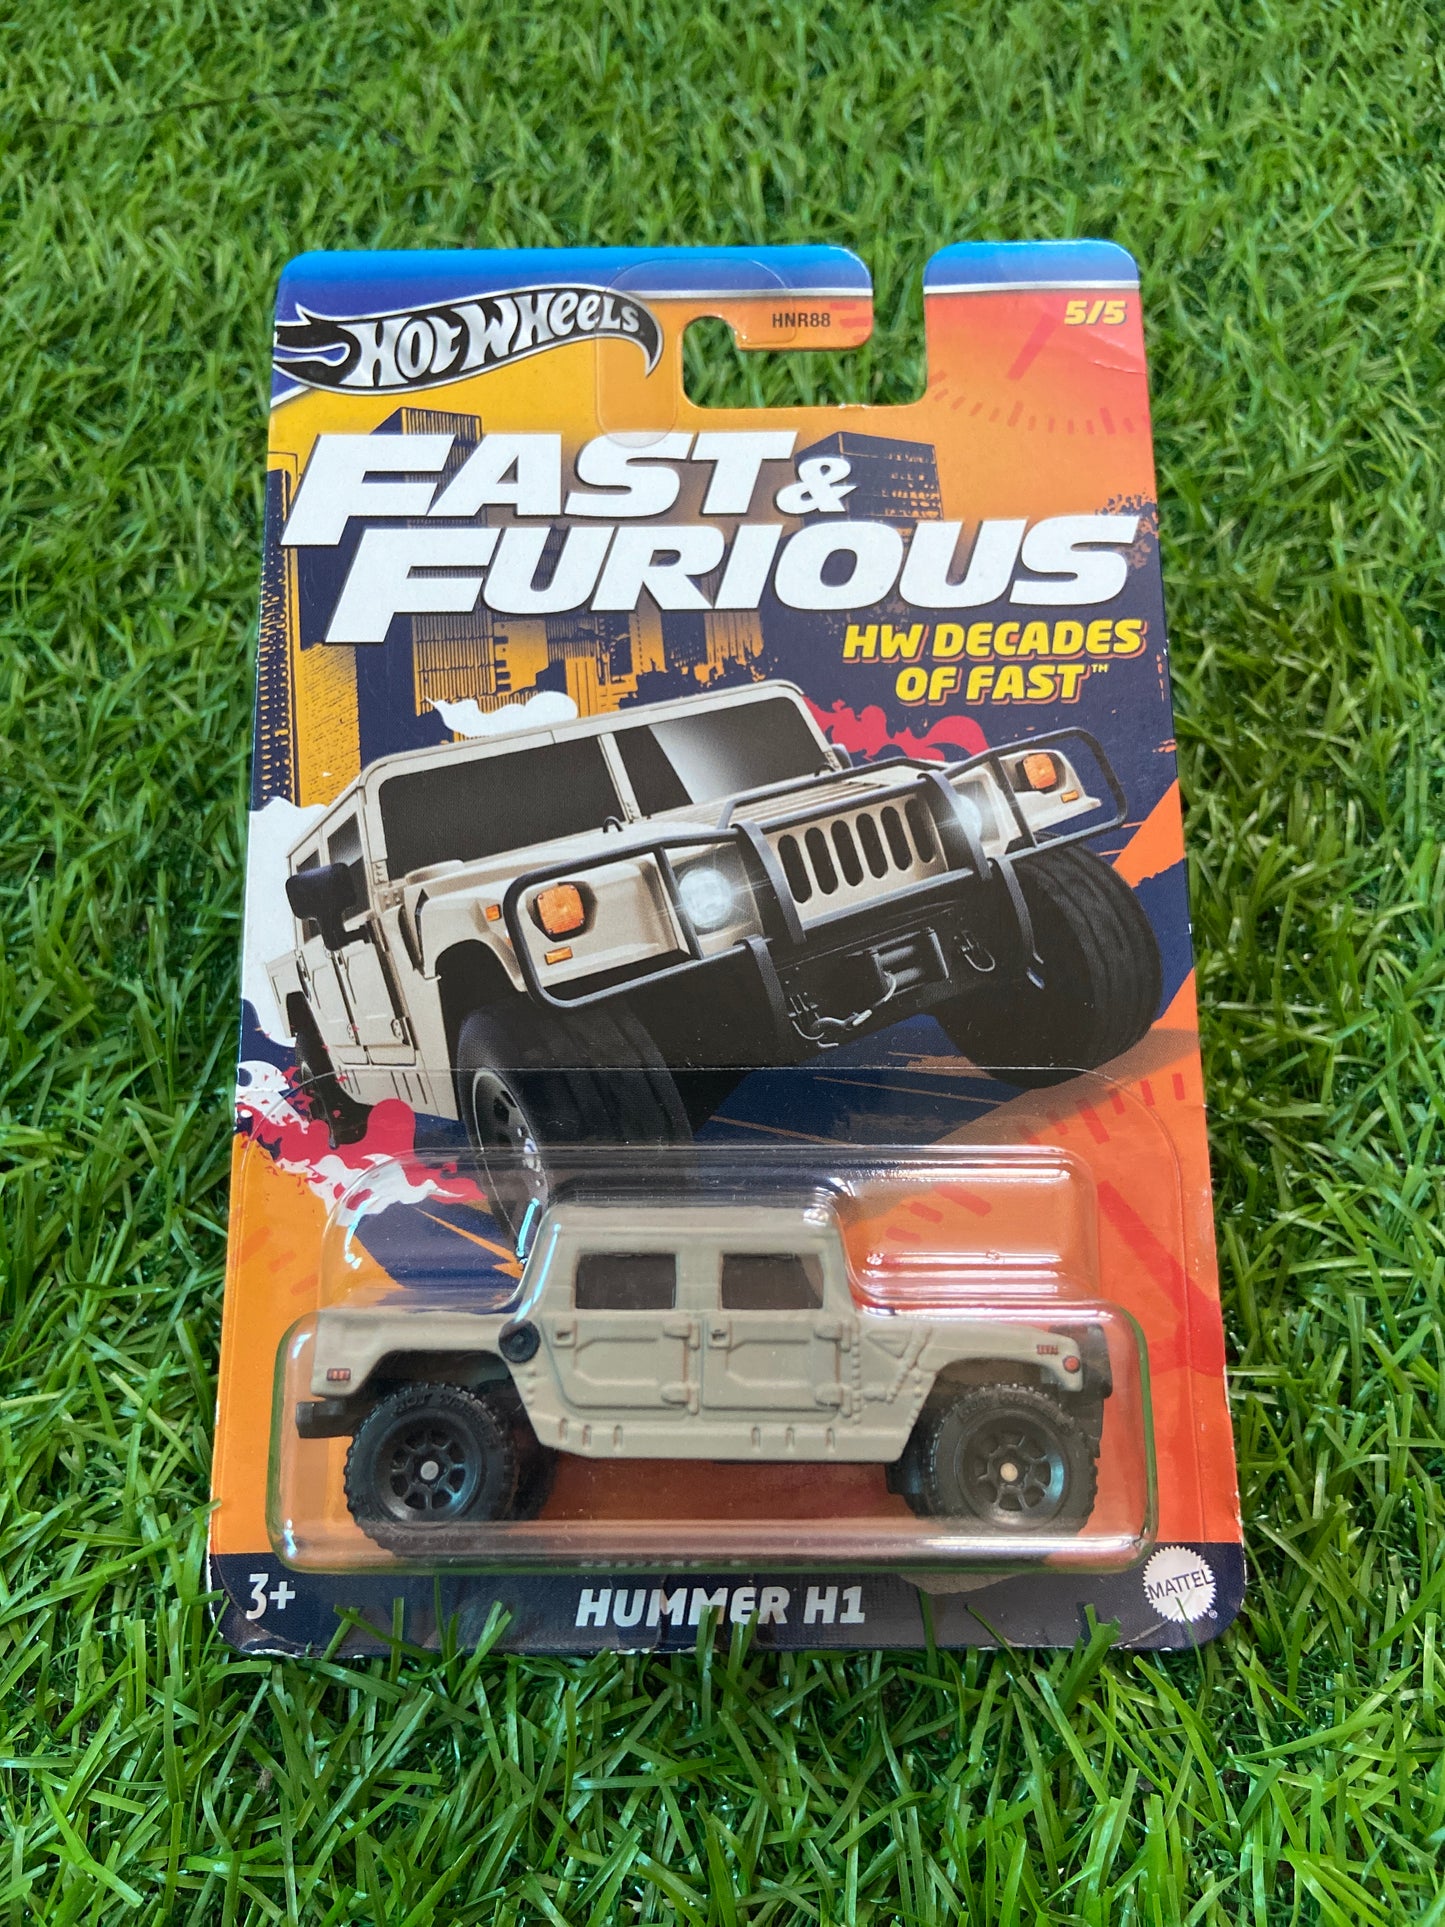 HOT WHEELS
HNR88
5/5
FAST &
FURIOUS
HW DECADES
OF FAST™
3+
HUMMER H1
MATTEL
®